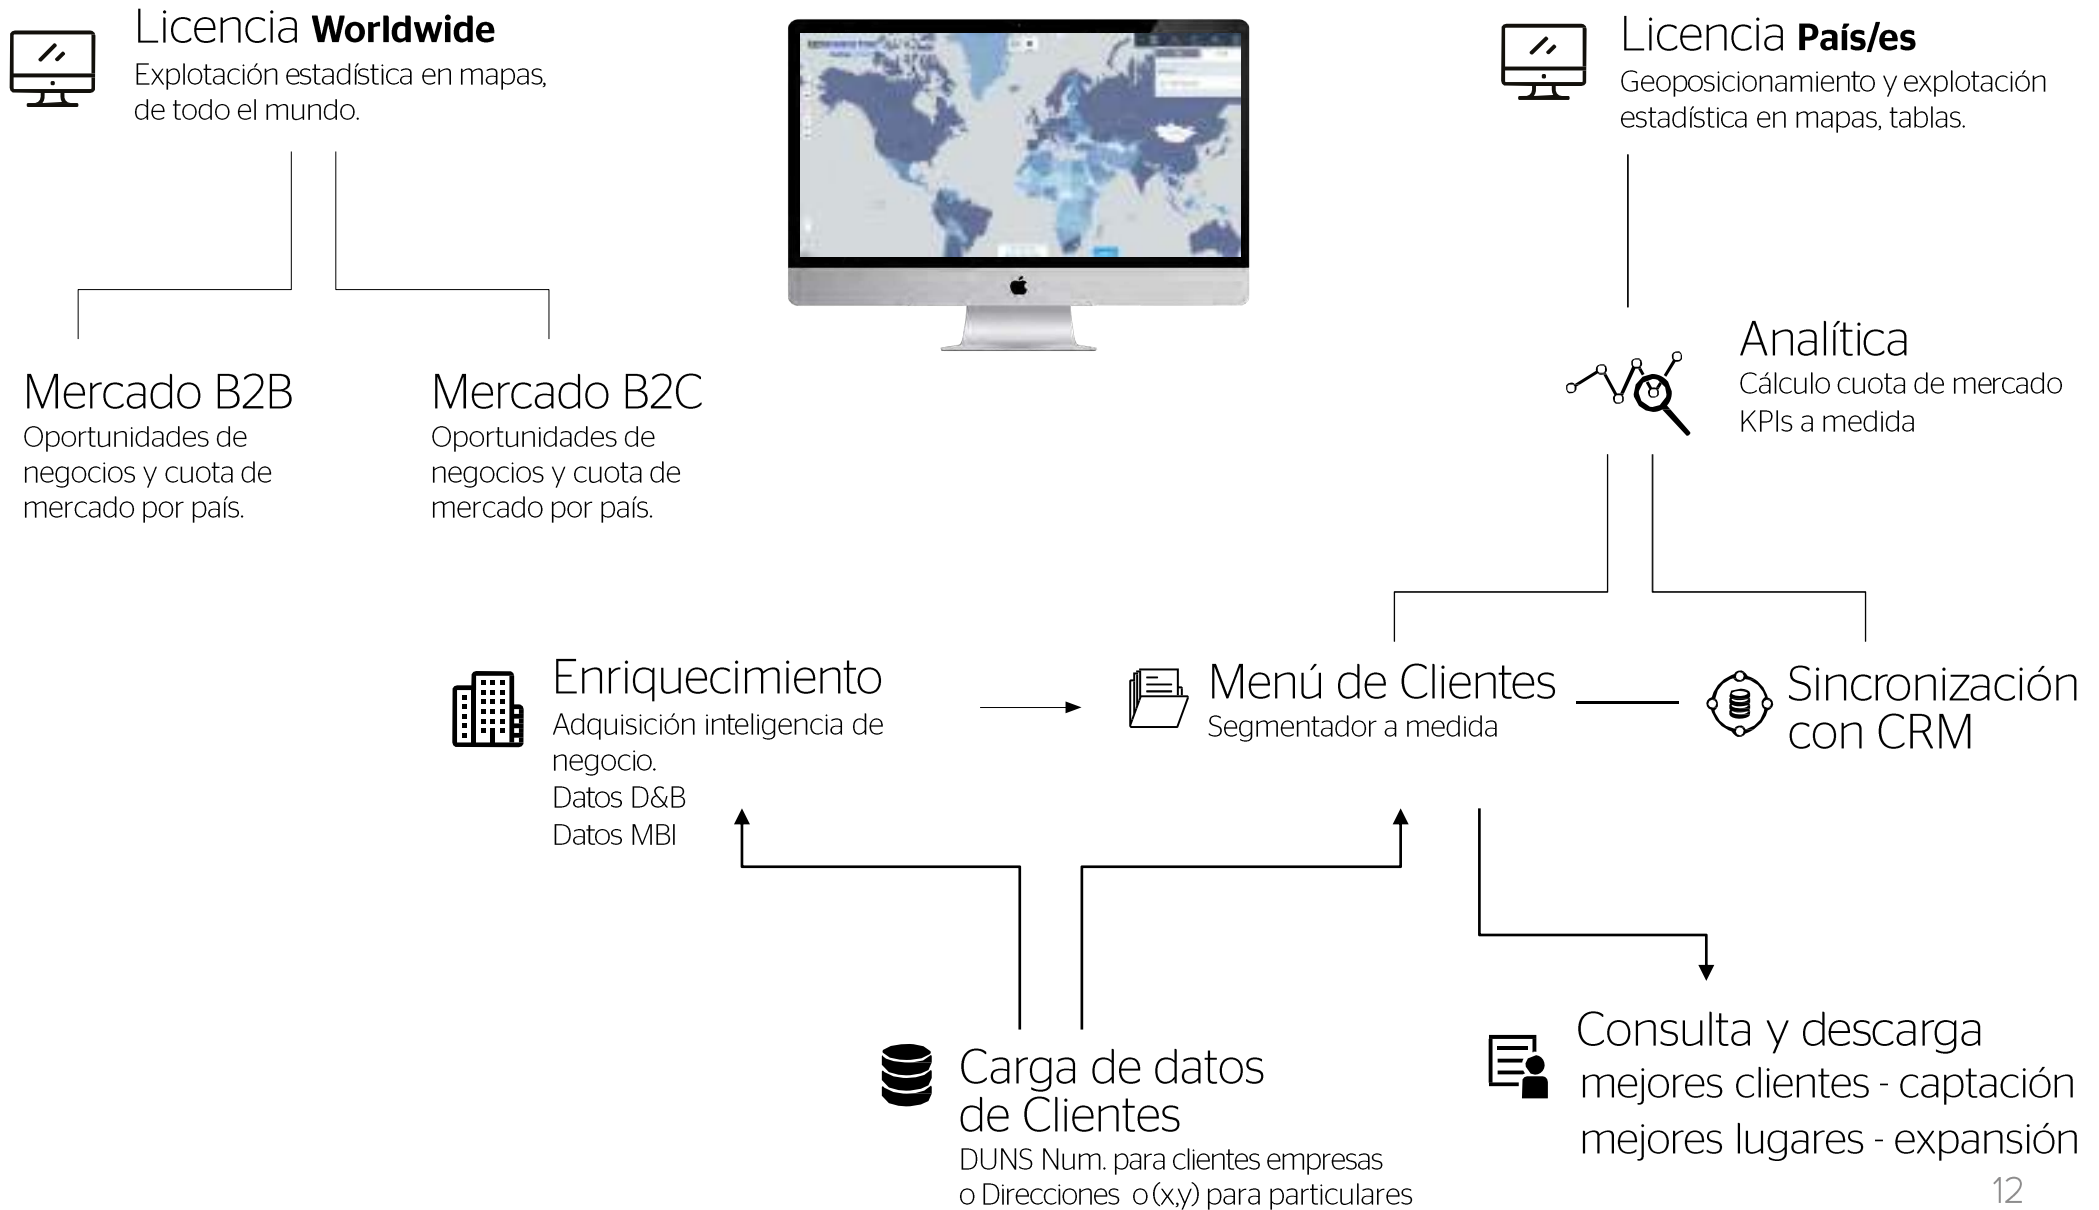 Licencia Worldwide
Explotación estadística en mapas,
de todo el mundo.
Licencia País/es
Geoposicionamiento y explotación
estadística en mapas, tablas.
Mercado B2B
Oportunidades de
negocios y cuota de
mercado por país.
Mercado B2C
Oportunidades de
negocios y cuota de
mercado por país.
Analítica
Cálculo cuota de mercado
KPIs a medida
Enriquecimiento
Adquisición inteligencia de
negocio.
Datos D&B
Datos MBI
Menú de Clientes
Segmentador a medida
Sincronización
con CRM
Carga de datos
de Clientes
DUNS Num. para clientes empresas
o Direcciones o (x,y) para particulares
Consulta y descarga
mejores clientes - captación
mejores lugares - expansión
12